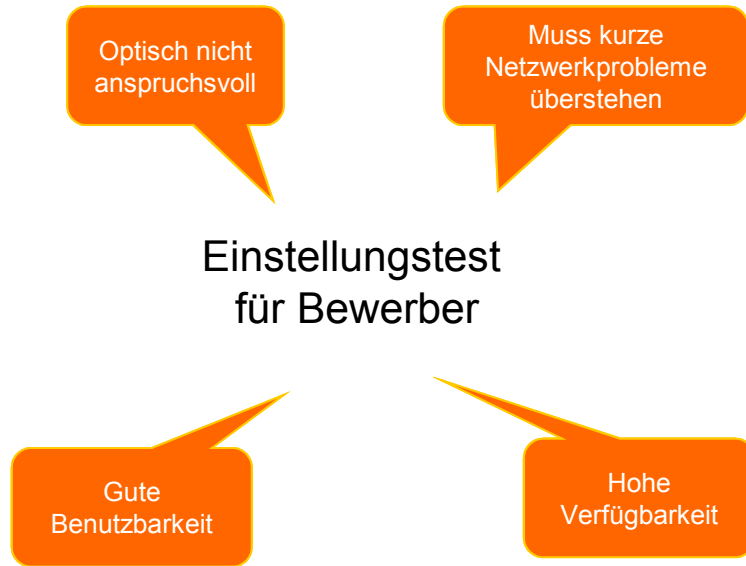 Optisch nicht
anspruchsvoll
Muss kurze
Netzwerkprobleme
überstehen
Einstellungstest
für Bewerber
Gute
Benutzbarkeit
Hohe
Verfügbarkeit